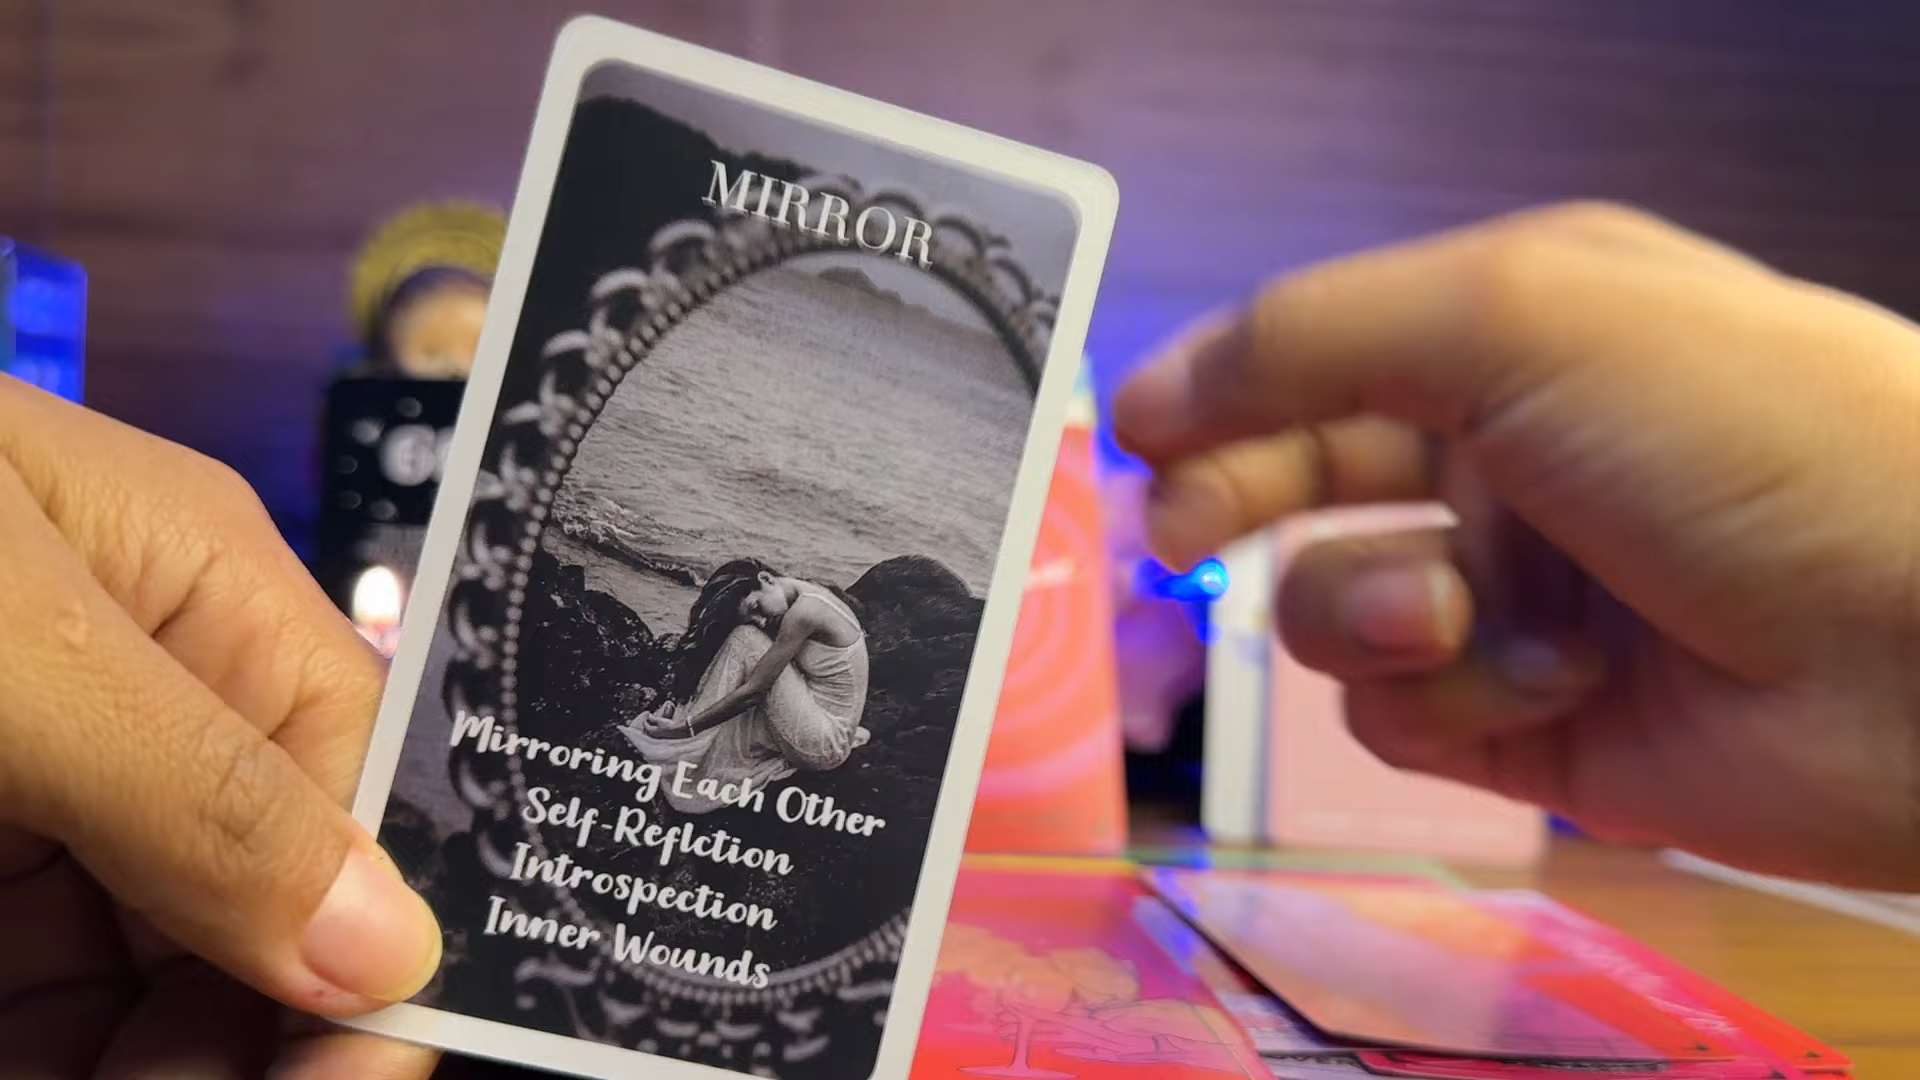 MIRROR
Mirroring Each Other
Self-Reflction
Introspection
Inner Wounds